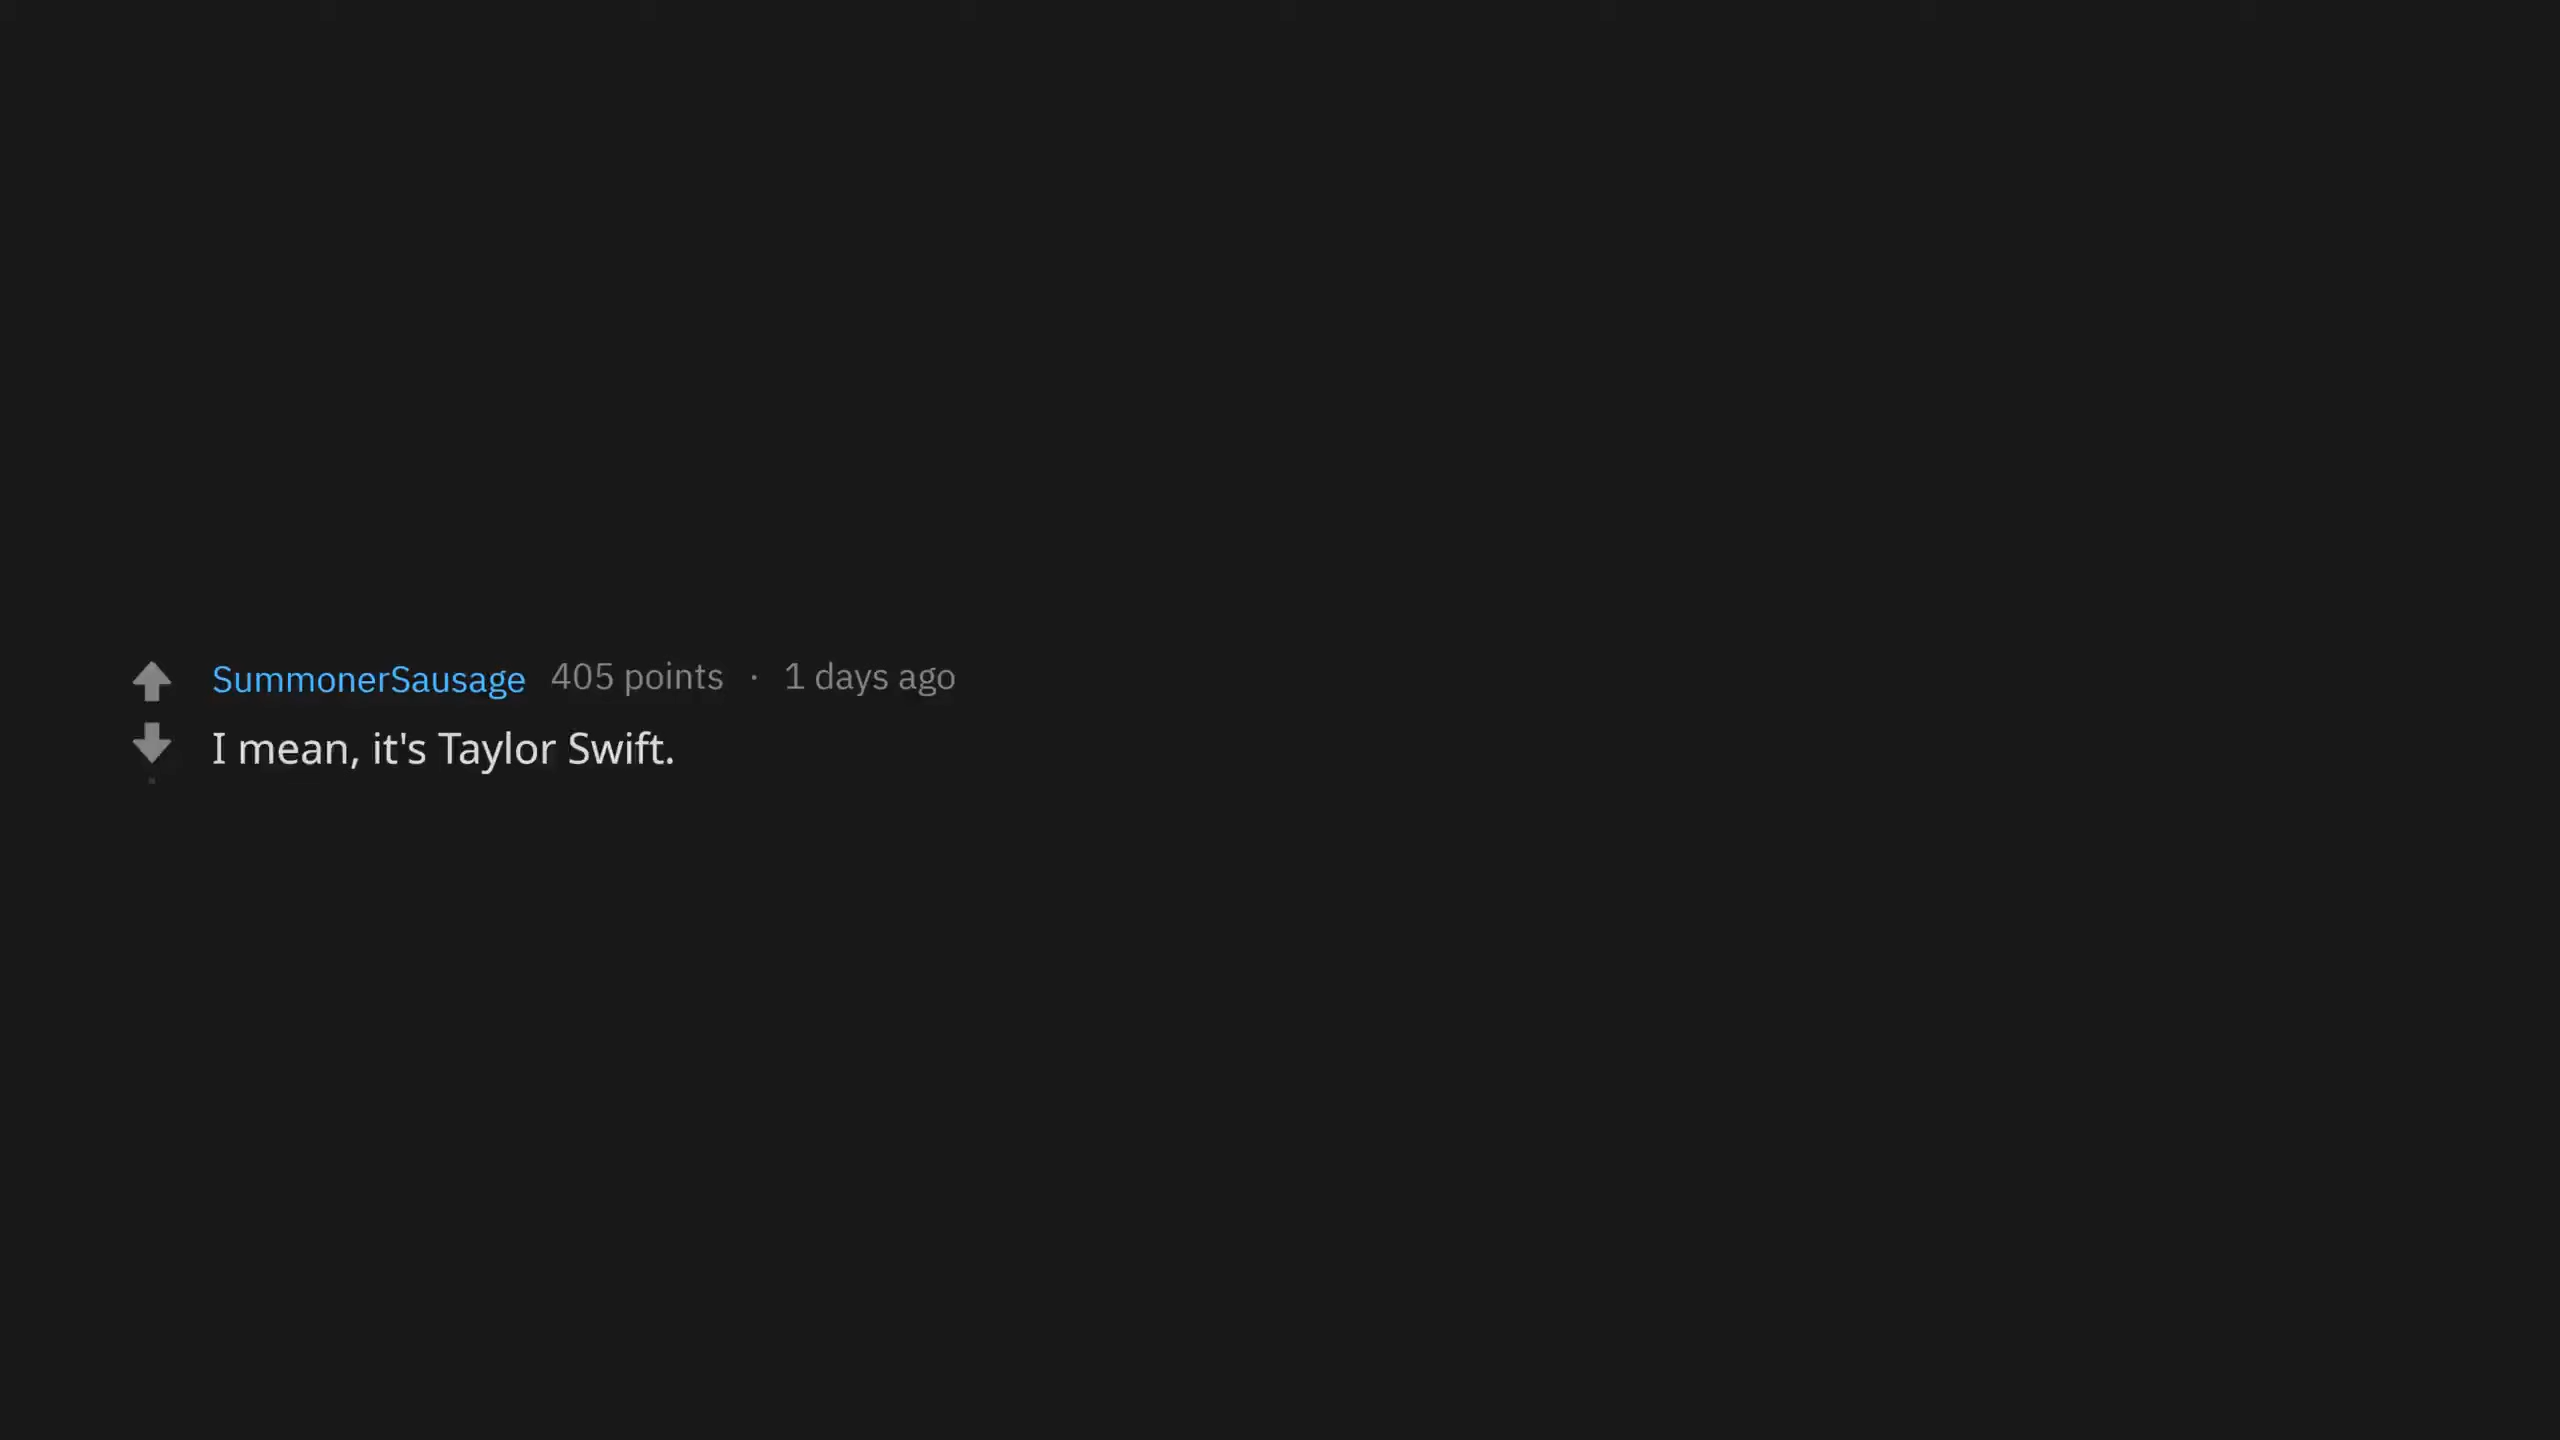 SummonerSausage 405 points · 1 days ago
I mean, it's Taylor Swift.